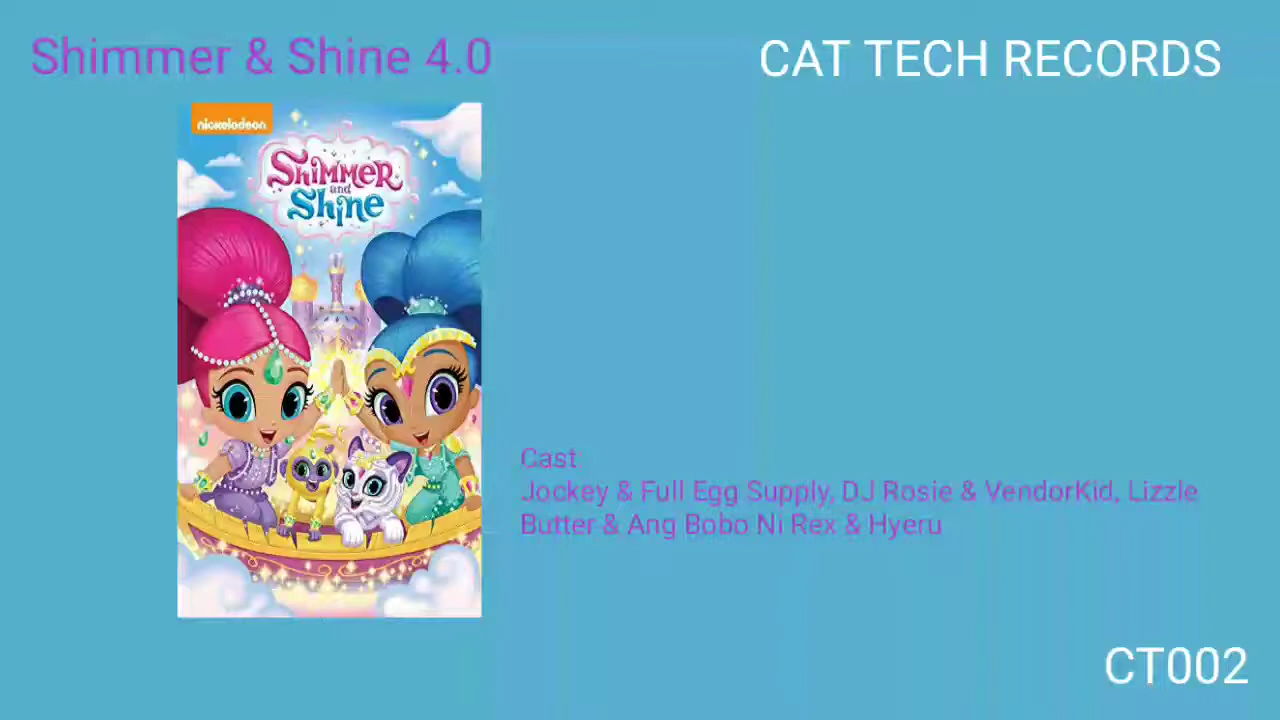 Shimmer & Shine 4.0
CAT TECH RECORDS
nickelodeon
Shimmer
and
Shine
Cast
Jockey & Full Egg Supply, DJ Rosie & VendorKid, Lizzle
Butter & Ang Bobo Ni Rex & Hyeru
CT002